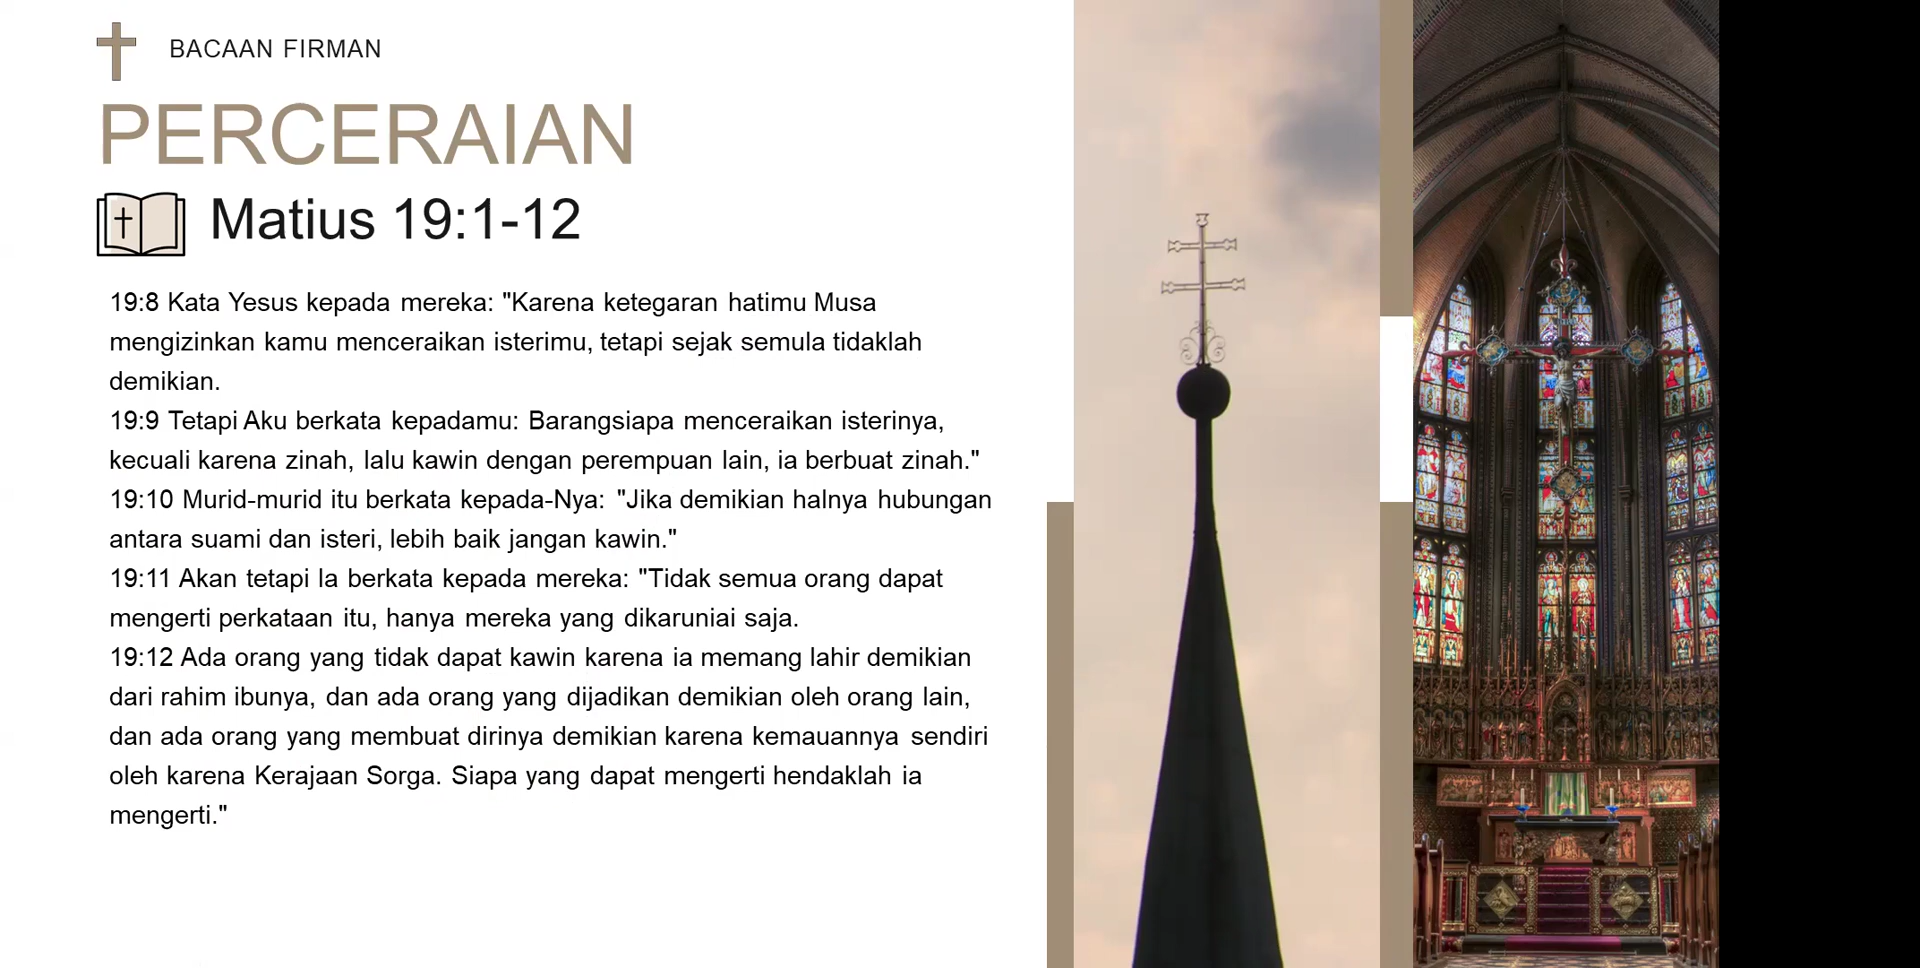 BACAAN FIRMAN
PERCERAIAN
Matius 19:1-12
19:8 Kata Yesus kepada mereka: "Karena ketegaran hatimu Musa
mengizinkan kamu menceraikan isterimu, tetapi sejak semula tidaklah
demikian.
19:9 Tetapi Aku berkata kepadamu: Barangsiapa menceraikan isterinya,
kecuali karena zinah, lalu kawin dengan perempuan lain, ia berbuat zinah."
19:10 Murid-murid itu berkata kepada-Nya: "Jika demikian halnya hubungan
antara suami dan isteri, lebih baik jangan kawin."
19:11 Akan tetapi Ia berkata kepada mereka: "Tidak semua orang dapat
mengerti perkataan itu, hanya mereka yang dikaruniai saja.
19:12 Ada orang yang tidak dapat kawin karena ia memang lahir demikian
dari rahim ibunya, dan ada orang yang dijadikan demikian oleh orang lain,
dan ada orang yang membuat dirinya demikian karena kemauannya sendiri
oleh karena Kerajaan Sorga. Siapa yang dapat mengerti hendaklah ia
mengerti."